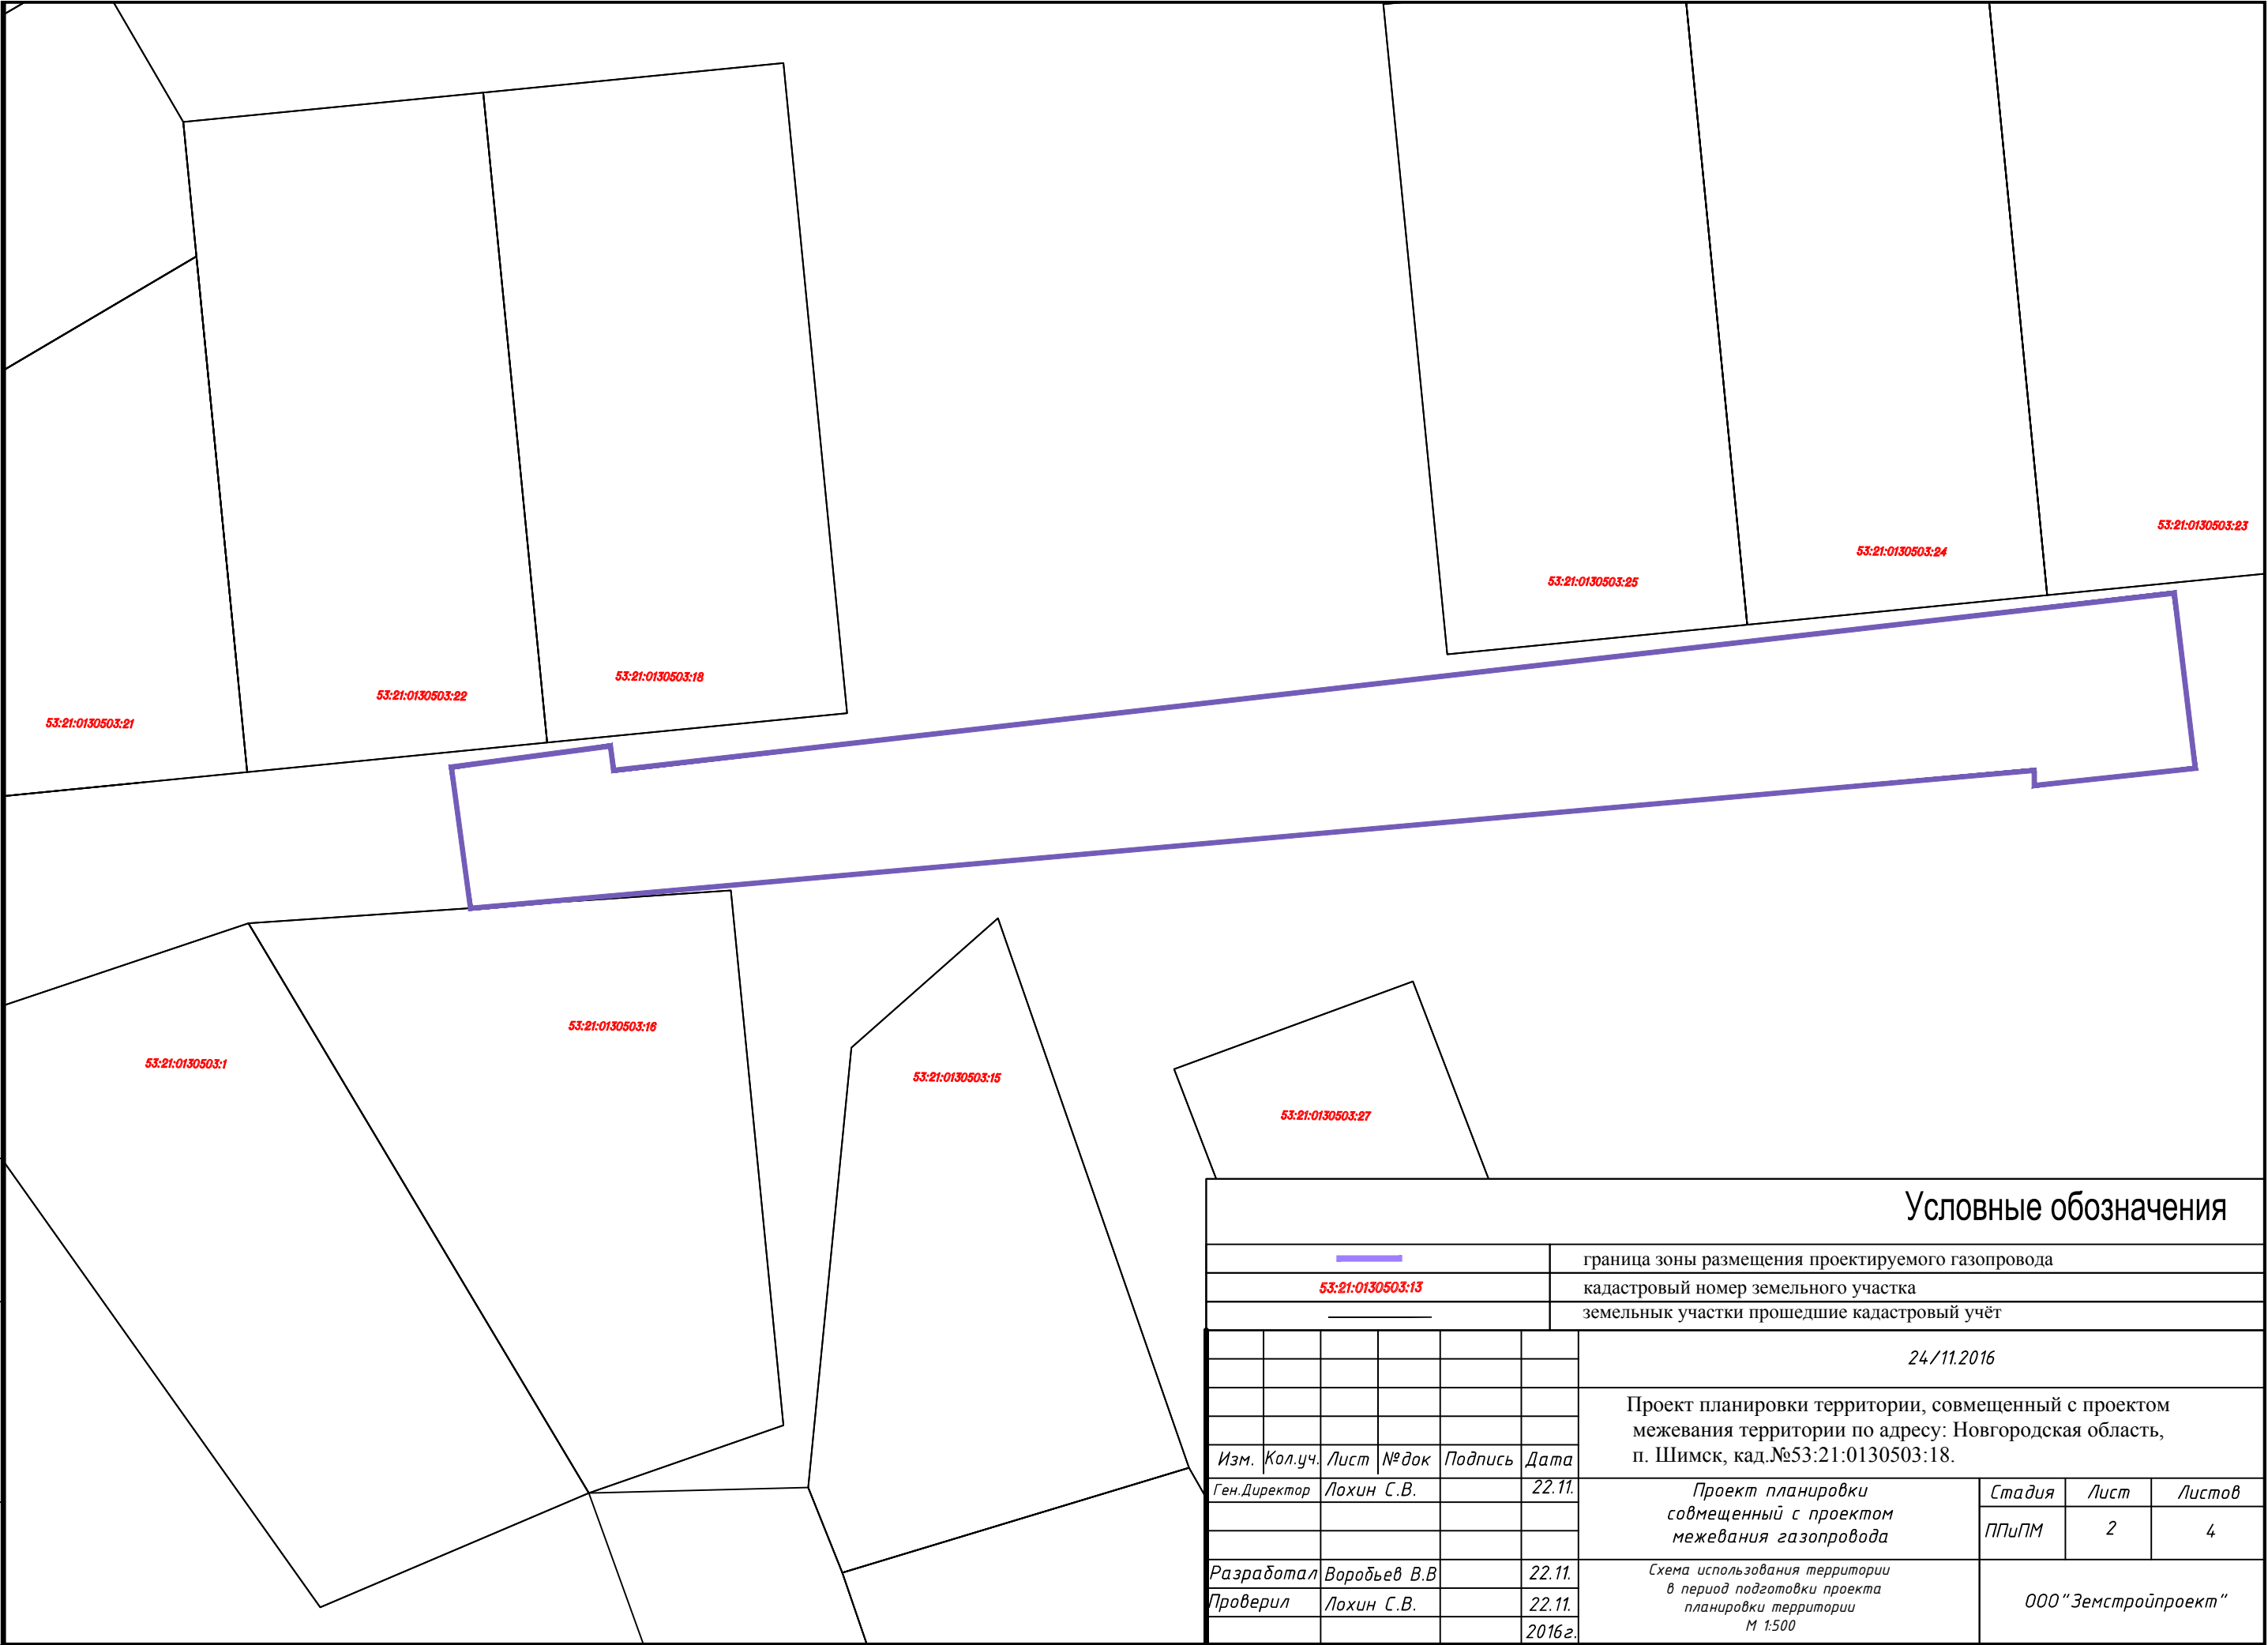 53:21:0130503:23
53:21:0130503:24
53:21:0130503:25
53:21:0130503:18
53:21:0130503:22
53:21:0130503:21
53:21:0130503:16
53:21:0130503:1
53:21:0130503:15
53:21:0130503:27
Условные обозначения
граница зоны размещения проектируемого газопровода
53:21:0130503:13 кадастровый номер земельного участка
земельнык участки прошедшие кадастровый учёт
24/11.2016
Проект планировки территории, совмещенный с проектом
межевания территории по адресу: Новгородская область,
п. Шимск, кад.№53:21:0130503:18.
Изм. Кол.уч. Лист №док Подпись Дата
Ген.Директор Лохин С.В. 22.11.
Проект планировки
совмещенный с проектом
межевания газопровода
Стадия Лист Листов
ППиПМ 2 4
Разработал Воробьев В.В 22.11.
Проверил Лохин С.В. 22.11.
2016г.
Схема использования территории
в период подготовки проекта
планировки территории
М 1:500
ООО"Земстройпроект"